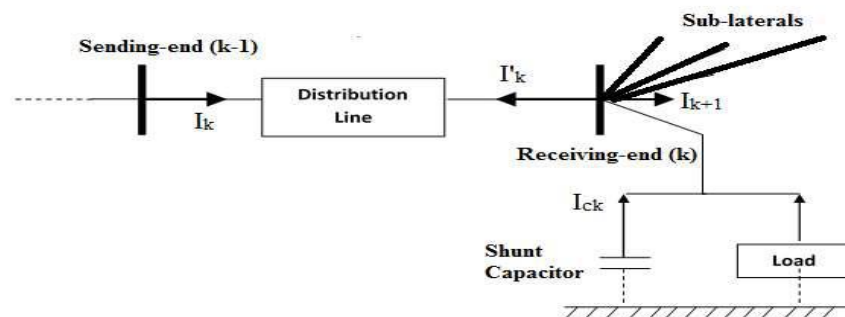 Sub-laterals
Sending-end (k-1)
I'k
Distribution
Line
Ik
Ik+1
Receiving-end (k)
Ick
Shunt
Capacitor
Load